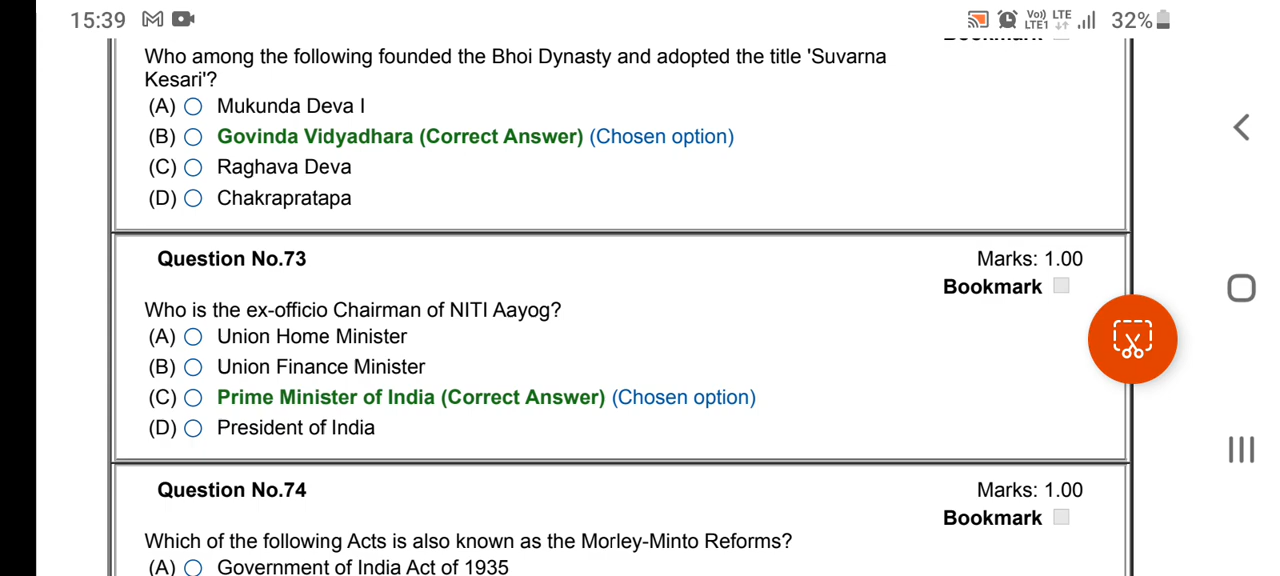 15:39
Vo)) LTE
LTE1
32%
Bookmark
Who among the following founded the Bhoi Dynasty and adopted the title 'Suvarna
Kesari'?
(A) Mukunda Deva I
(B) Govinda Vidyadhara (Correct Answer) (Chosen option)
(C) Raghava Deva
(D) Chakrapratapa
Question No.73 Marks: 1.00
Bookmark
Who is the ex-officio Chairman of NITI Aayog?
(A) Union Home Minister
(B) Union Finance Minister
(C) Prime Minister of India (Correct Answer) (Chosen option)
(D) President of India
Question No.74 Marks: 1.00
Bookmark
Which of the following Acts is also known as the Morley-Minto Reforms?
(A) Government of India Act of 1935